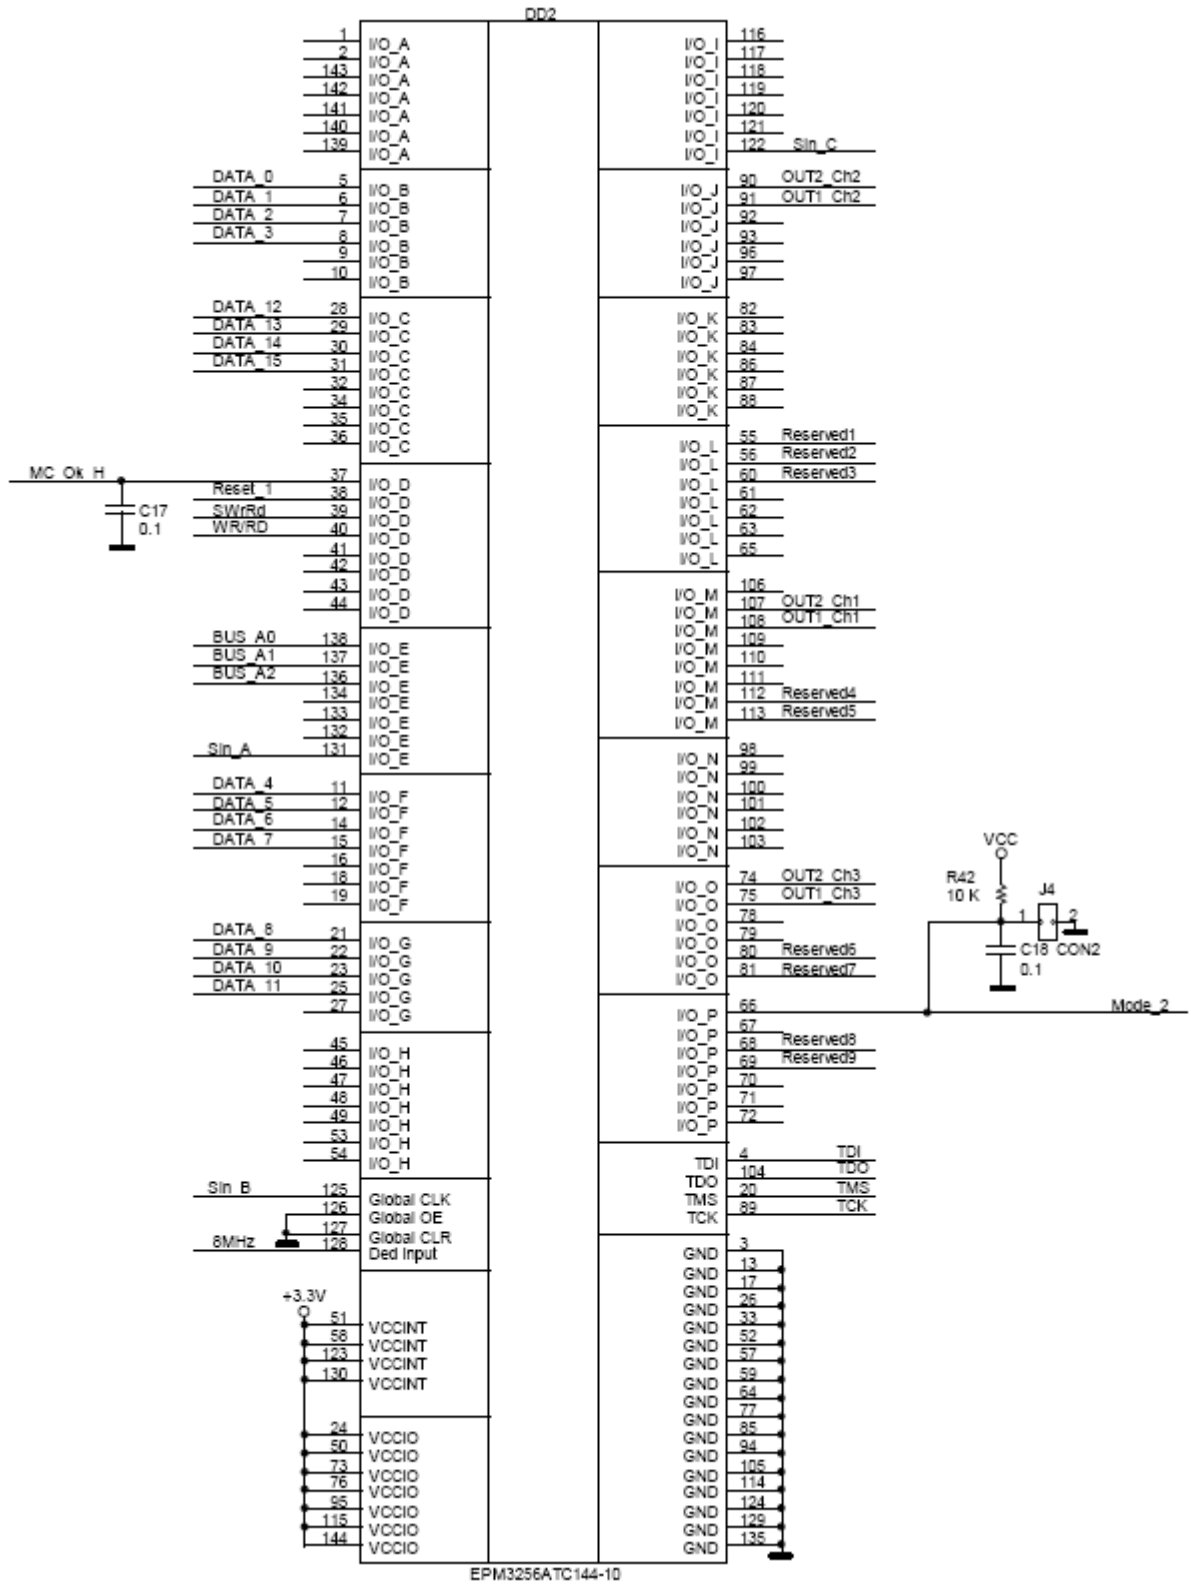 DD2
1 I/O_A
2 I/O_A
143 I/O_A
142 I/O_A
141 I/O_A
140 I/O_A
139 I/O_A
DATA_0 5 I/O_B
DATA_1 6 I/O_B
DATA_2 7 I/O_B
DATA_3 8 I/O_B
9 I/O_B
10 I/O_B
DATA_12 28 I/O_C
DATA_13 29 I/O_C
DATA_14 30 I/O_C
DATA_15 31 I/O_C
32 I/O_C
34 I/O_C
35 I/O_C
36 I/O_C
MC_Ok_H 37 I/O_D
Reset_1 38 I/O_D
SWrRd 39 I/O_D
WR/RD 40 I/O_D
41 I/O_D
42 I/O_D
43 I/O_D
44 I/O_D
C17
0.1
BUS_A0 138 I/O_E
BUS_A1 137 I/O_E
BUS_A2 136 I/O_E
134 I/O_E
133 I/O_E
132 I/O_E
Sin_A 131 I/O_E
DATA_4 11 I/O_F
DATA_5 12 I/O_F
DATA_6 14 I/O_F
DATA_7 15 I/O_F
16 I/O_F
18 I/O_F
19 I/O_F
DATA_8 21 I/O_G
DATA_9 22 I/O_G
DATA_10 23 I/O_G
DATA_11 25 I/O_G
27 I/O_G
45 I/O_H
46 I/O_H
47 I/O_H
48 I/O_H
49 I/O_H
53 I/O_H
54 I/O_H
Sin_B 125 Global CLK
126 Global OE
127 Global CLR
8MHz 128 Ded Input
+3.3V
51 VCCINT
58 VCCINT
123 VCCINT
130 VCCINT
24 VCCIO
50 VCCIO
73 VCCIO
76 VCCIO
95 VCCIO
115 VCCIO
144 VCCIO
I/O_I 116
I/O_I 117
I/O_I 118
I/O_I 119
I/O_I 120
I/O_I 121
I/O_I 122 Sin_C
I/O_J 90 OUT2_Ch2
I/O_J 91 OUT1_Ch2
I/O_J 92
I/O_J 93
I/O_J 96
I/O_J 97
I/O_K 82
I/O_K 83
I/O_K 84
I/O_K 86
I/O_K 87
I/O_K 88
I/O_L 55 Reserved1
I/O_L 56 Reserved2
I/O_L 60 Reserved3
I/O_L 61
I/O_L 62
I/O_L 63
I/O_L 65
I/O_M 106
I/O_M 107 OUT2_Ch1
I/O_M 108 OUT1_Ch1
I/O_M 109
I/O_M 110
I/O_M 111
I/O_M 112 Reserved4
I/O_M 113 Reserved5
I/O_N 98
I/O_N 99
I/O_N 100
I/O_N 101
I/O_N 102
I/O_N 103
I/O_O 74 OUT2_Ch3
I/O_O 75 OUT1_Ch3
I/O_O 78
I/O_O 79
I/O_O 80 Reserved6
I/O_O 81 Reserved7
VCC
R42
10 K
J4
1 2
C18 CON2
0.1
I/O_P 66 Mode_2
I/O_P 67
I/O_P 68 Reserved8
I/O_P 69 Reserved9
I/O_P 70
I/O_P 71
I/O_P 72
TDI 4 TDI
TDO 104 TDO
TMS 20 TMS
TCK 89 TCK
GND 3
GND 13
GND 17
GND 26
GND 33
GND 52
GND 57
GND 59
GND 64
GND 77
GND 85
GND 94
GND 105
GND 114
GND 124
GND 129
GND 135
EPM3256ATC144-10